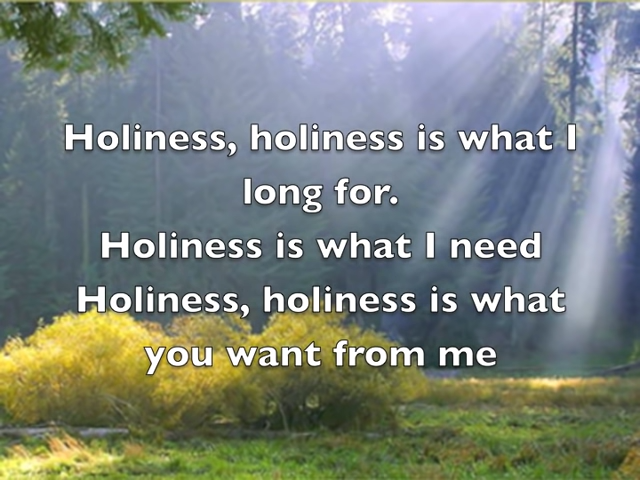 Holiness, holiness is what I
long for.
Holiness is what I need
Holiness, holiness is what
you want from me